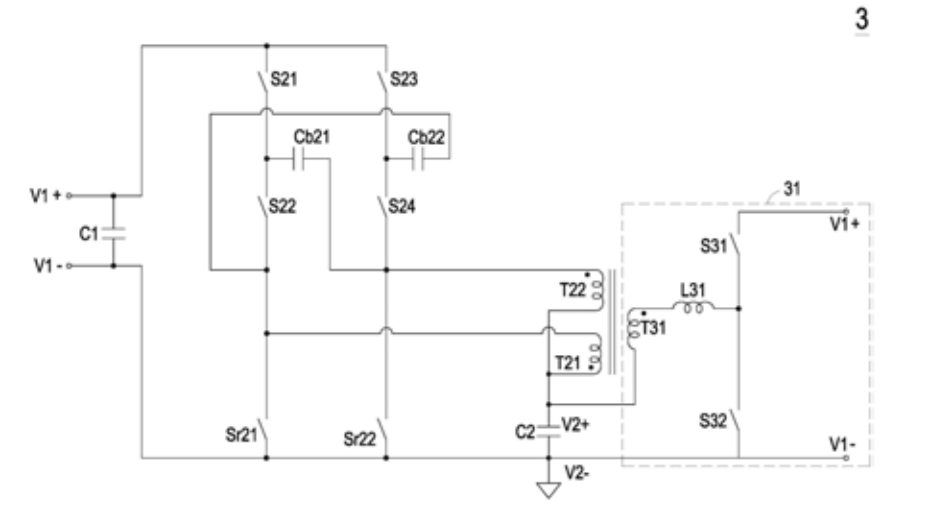 3
S21
S23
Cb21
Cb22
V1 +
C1
V1 -
S22
S24
31
V1+
S31
T22
L31
T31
T21
Sr21
Sr22
C2
V2+
S32
V1-
V2-